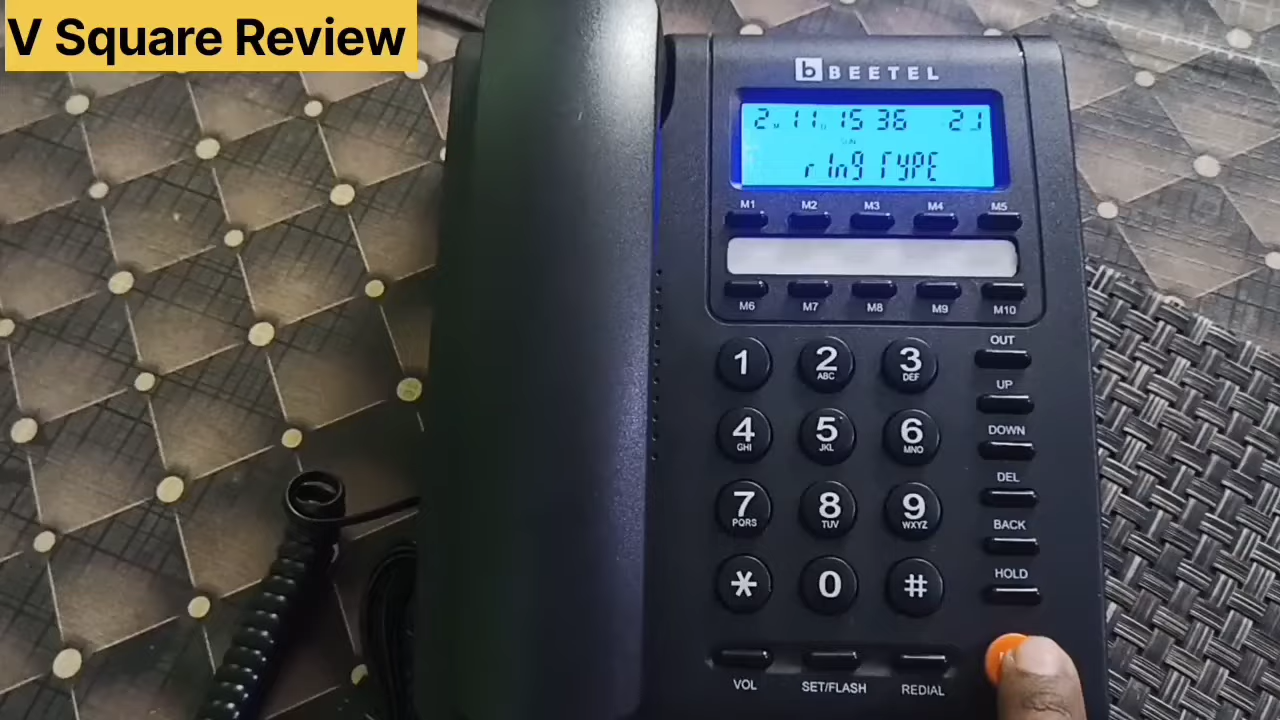 V Square Review
b BEETEL
2 11 15 36 21
SUN
ring TYPE
M1 M2 M3 M4 M5
M6 M7 M8 M9 M10
OUT
1 2 3
ABC DEF
UP
4 5 6
GHI JKL MNO
DOWN
DEL
7 8 9
PQRS TUV WXYZ
BACK
HOLD
* 0 #
VOL SET/FLASH REDIAL